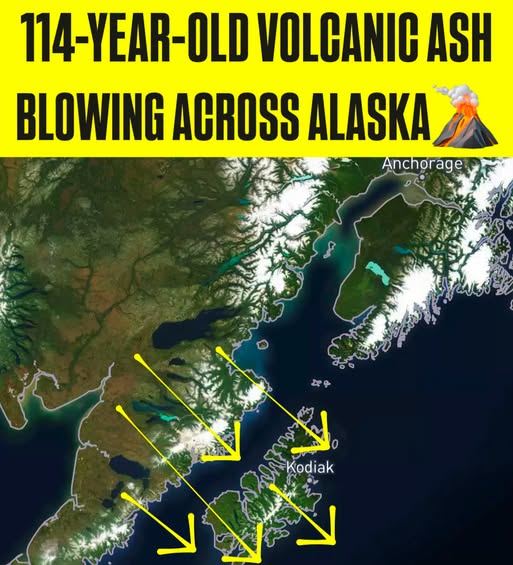 114-YEAR-OLD VOLCANIC ASH
BLOWING ACROSS ALASKA
Anchorage
Kodiak